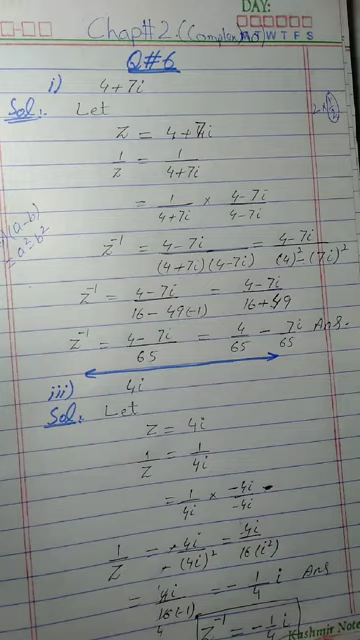 DAY:
M T W T F S
Chap# 2. (Complex No)
Q#6
i) 4+7i
Sol:. Let
z = 4+7i
1/z = 1/(4+7i)
= 1/(4+7i) × (4-7i)/(4-7i)
(a-b)
= a²-b²
z⁻¹ = (4-7i)/((4+7i)(4-7i)) = (4-7i)/((4)²-(7i)²)
z⁻¹ = (4-7i)/(16-49(-1)) = (4-7i)/(16+49)
z⁻¹ = (4-7i)/65 = 4/65 - 7i/65 Ans.
iii) 4i
Sol:. Let
z = 4i
1/z = 1/4i
= 1/4i × -4i/-4i
1/z = -4i/-(4i)² = 4i/16(i²)
= 4i/16(-1) = -1/4 i Ans
z⁻¹ = -1/4 i
Kashmir Note